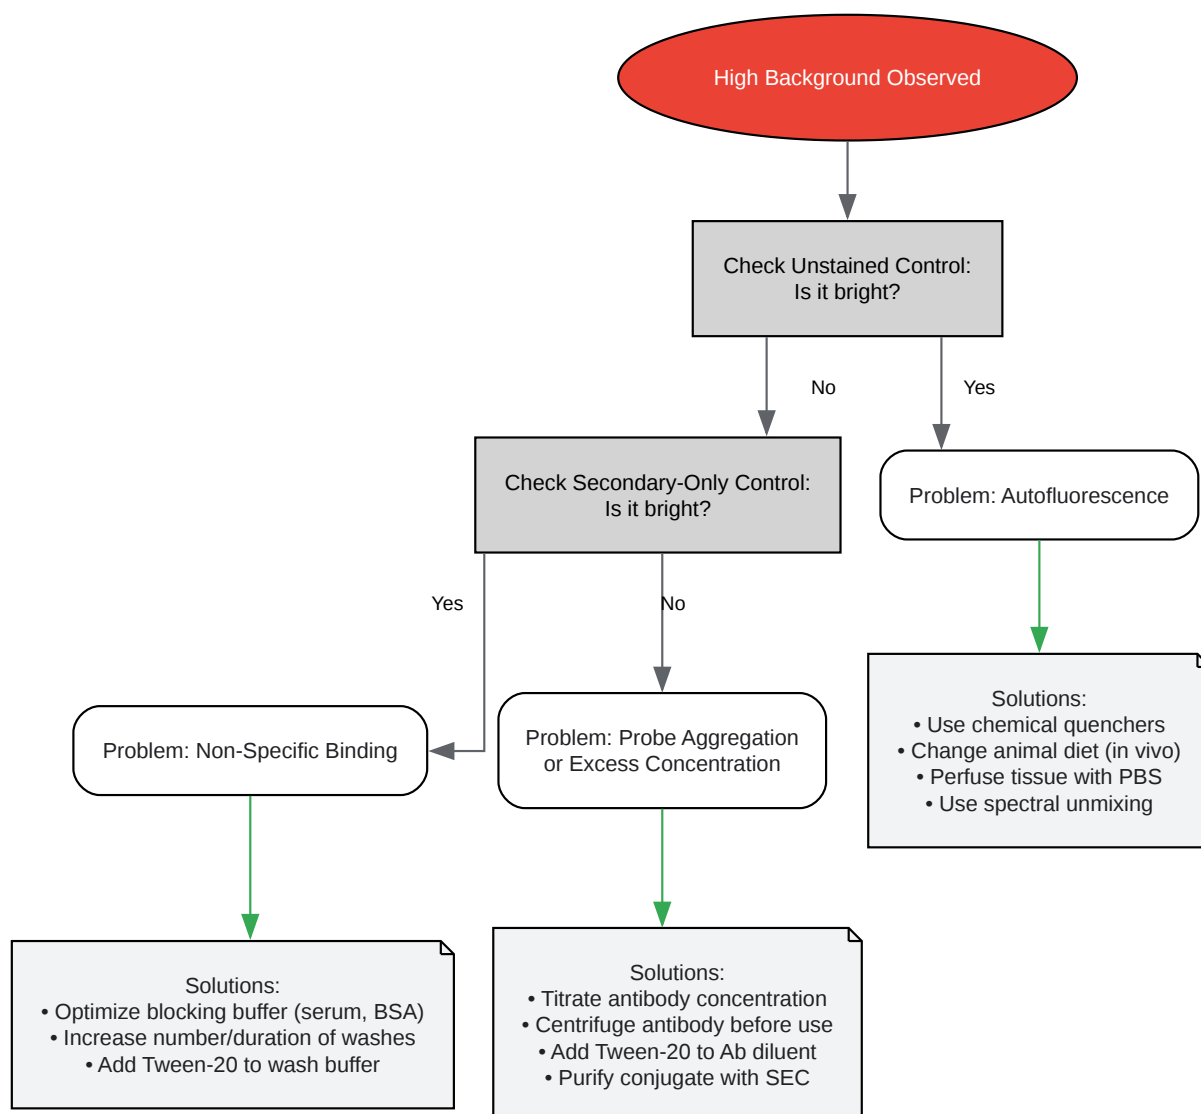 High Background Observed
Check Unstained Control:
Is it bright?
No
Yes
Check Secondary-Only Control:
Is it bright?
Problem: Autofluorescence
Yes
No
Problem: Non-Specific Binding
Problem: Probe Aggregation
or Excess Concentration
Solutions:
• Use chemical quenchers
• Change animal diet (in vivo)
• Perfuse tissue with PBS
• Use spectral unmixing
Solutions:
• Optimize blocking buffer (serum, BSA)
• Increase number/duration of washes
• Add Tween-20 to wash buffer
Solutions:
• Titrate antibody concentration
• Centrifuge antibody before use
• Add Tween-20 to Ab diluent
• Purify conjugate with SEC